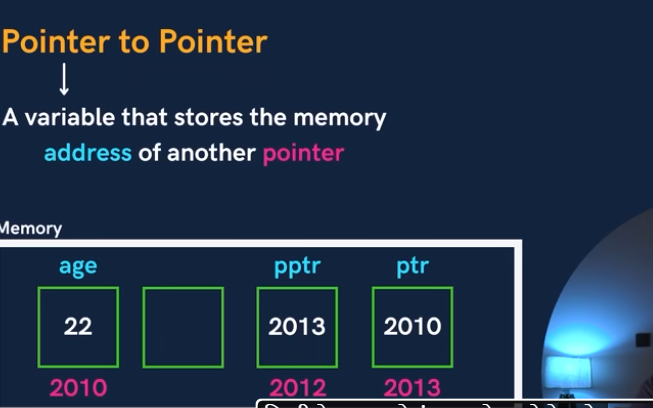 Pointer to Pointer
A variable that stores the memory
address of another pointer
Memory
age pptr ptr
22 2013 2010
2010 2012 2013